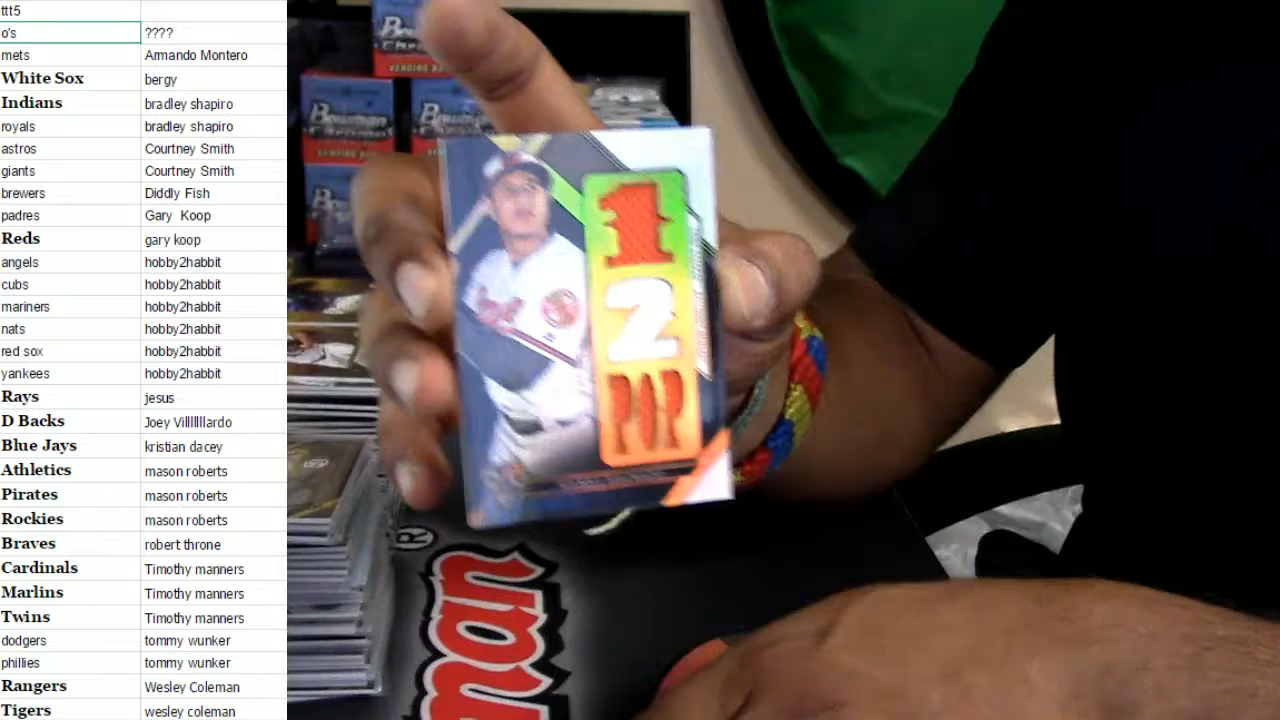 ttt5
o's ????
mets Armando Montero
White Sox bergy
Indians bradley shapiro
royals bradley shapiro
astros Courtney Smith
giants Courtney Smith
brewers Diddly Fish
padres Gary Koop
Reds gary koop
angels hobby2habbit
cubs hobby2habbit
mariners hobby2habbit
nats hobby2habbit
red sox hobby2habbit
yankees hobby2habbit
Rays jesus
D Backs Joey Villlllllardo
Blue Jays kristian dacey
Athletics mason roberts
Pirates mason roberts
Rockies mason roberts
Braves robert throne
Cardinals Timothy manners
Marlins Timothy manners
Twins Timothy manners
dodgers tommy wunker
phillies tommy wunker
Rangers Wesley Coleman
Tigers wesley coleman
VENDING
Bowman
Chrome
1
2
POP
man®